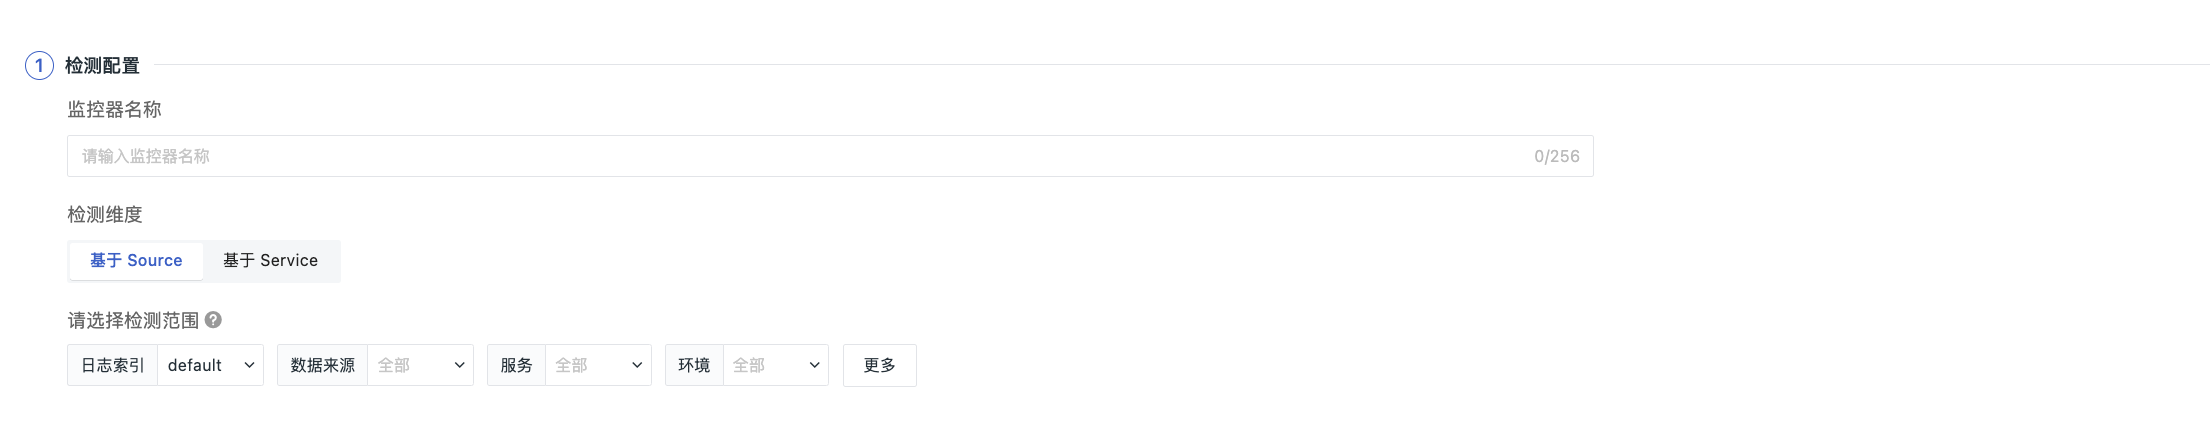 1 检测配置
监控器名称
请输入监控器名称 0/256
检测维度
基于 Source 基于 Service
请选择检测范围 ?
日志索引 default 数据来源 全部 服务 全部 环境 全部 更多